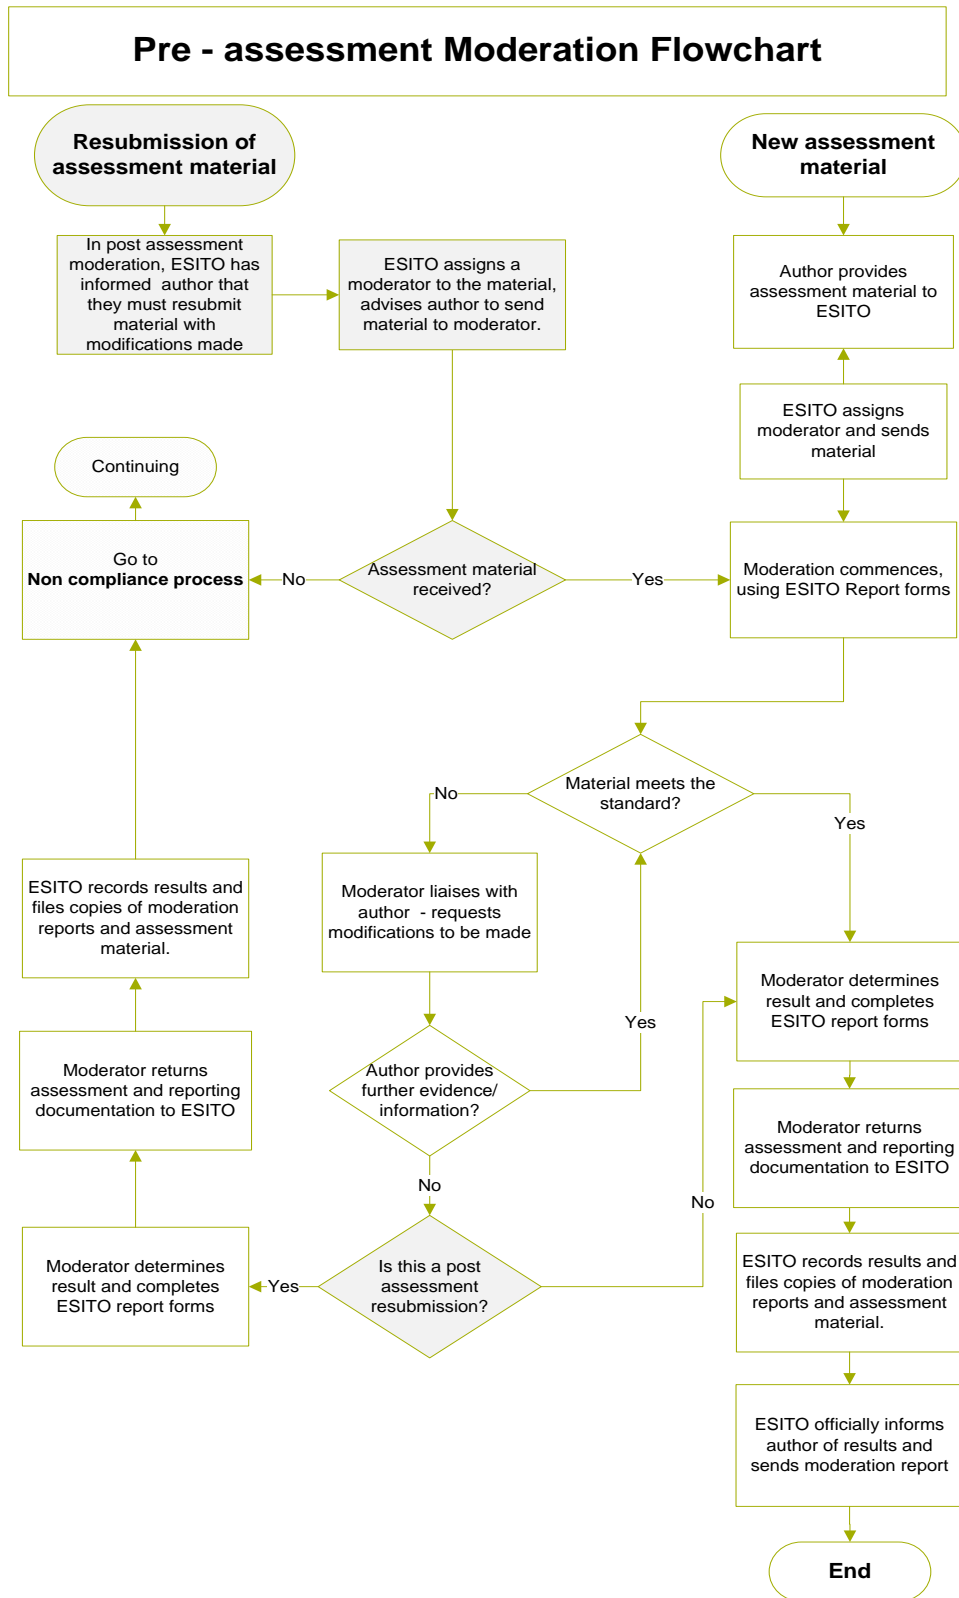 Pre - assessment Moderation Flowchart
Resubmission of
assessment material
New assessment
material
In post assessment
moderation, ESITO has
informed  author that
they must resubmit
material with
modifications made
ESITO assigns a
moderator to the material,
advises author to send
material to moderator.
Author provides
assessment material to
ESITO
ESITO assigns
moderator and sends
material
Continuing
Go to
Non compliance process
No
Assessment material
received?
Yes
Moderation commences,
using ESITO Report forms
Material meets the
standard?
No
Yes
ESITO records results and
files copies of moderation
reports and assessment
material.
Moderator liaises with
author  - requests
modifications to be made
Moderator determines
result and completes
ESITO report forms
Yes
Moderator returns
assessment and reporting
documentation to ESITO
Author provides
further evidence/
information?
Moderator returns
assessment and reporting
documentation to ESITO
No
No
Moderator determines
result and completes
ESITO report forms
Yes
Is this a post
assessment
resubmission?
ESITO records results and
files copies of moderation
reports and assessment
material.
ESITO officially informs
author of results and
sends moderation report
End